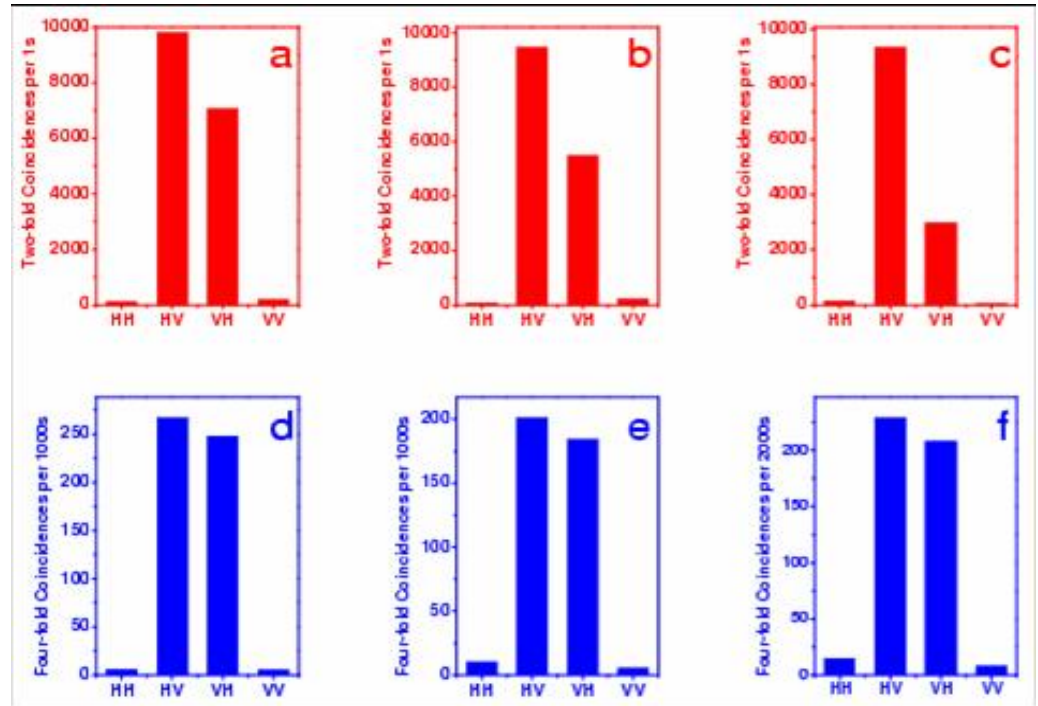 a
Two-fold Coincidences per 1s
10000
8000
6000
4000
2000
0
HH HV VH VV
b
Two-fold Coincidences per 1s
10000
8000
6000
4000
2000
0
HH HV VH VV
c
Two-fold Coincidences per 1s
10000
8000
6000
4000
2000
0
HH HV VH VV
d
Four-fold Coincidences per 1000s
250
200
150
100
50
0
HH HV VH VV
e
Four-fold Coincidences per 1000s
200
150
100
50
0
HH HV VH VV
f
Four-fold Coincidences per 2000s
200
150
100
50
0
HH HV VH VV